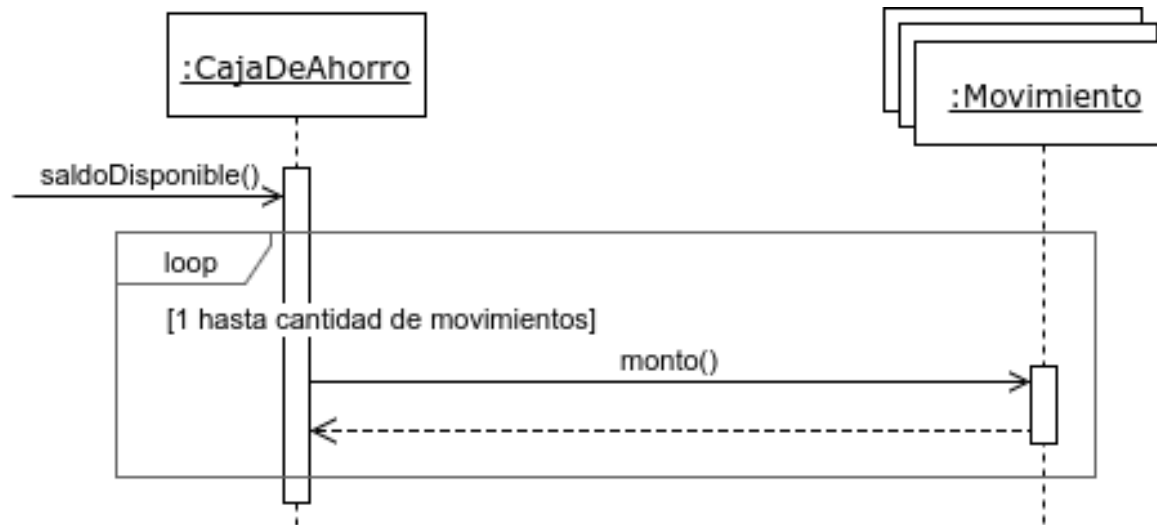 :CajaDeAhorro
:Movimiento
saldoDisponible()
loop
[1 hasta cantidad de movimientos]
monto()